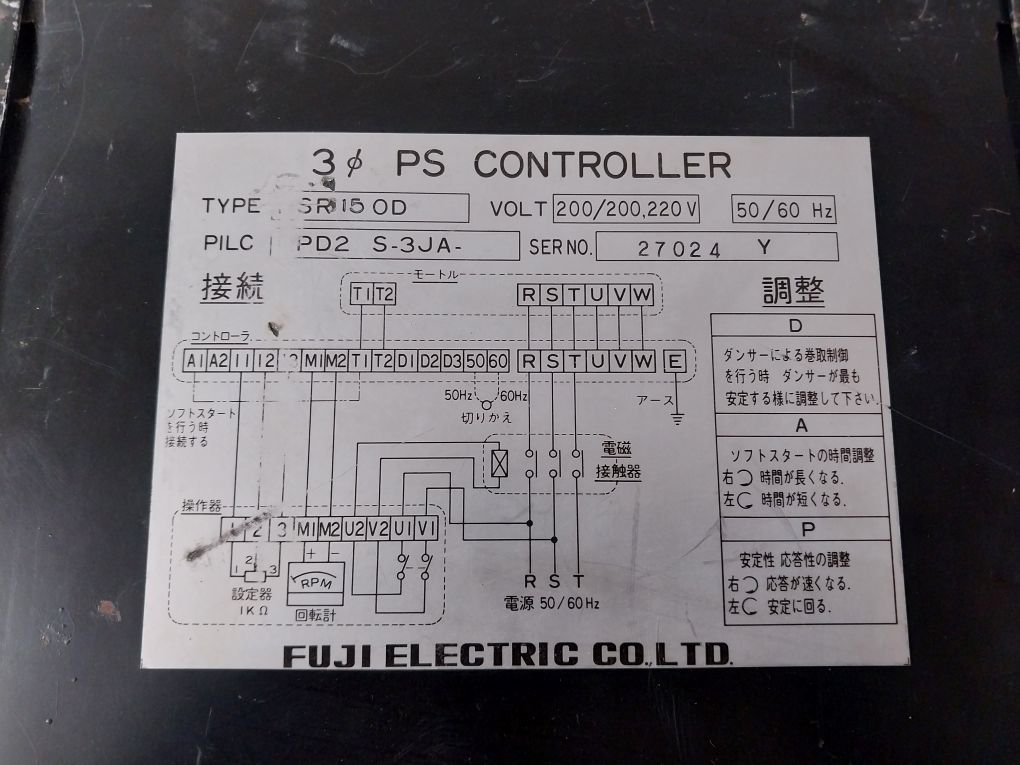 3φ PS CONTROLLER
TYPE SR1150D VOLT 200/200,220V 50/60 Hz
PILC PD2 S-3JA- SER NO. 27024 Y
接続
モートル
T1 T2 R S T U V W
コントローラ
A1 A2 I1 I2 I3 M1 M2 T1 T2 D1 D2 D3 50 60 R S T U V W E
50Hz 60Hz
切りかえ
アース
ソフトスタート
を行う時
接続する
電磁
接触器
操作器
1 2 3 M1 M2 U2 V2 U1 V1
+ -
1 2 3
RPM
設定器
1KΩ
回転計
R S T
電源 50/60Hz
調整
D
ダンサーによる巻取制御
を行う時 ダンサーが最も
安定する様に調整して下さい.
A
ソフトスタートの時間調整
右 時間が長くなる.
左 時間が短くなる.
P
安定性 応答性の調整
右 応答が速くなる.
左 安定に回る.
FUJI ELECTRIC CO.,LTD.